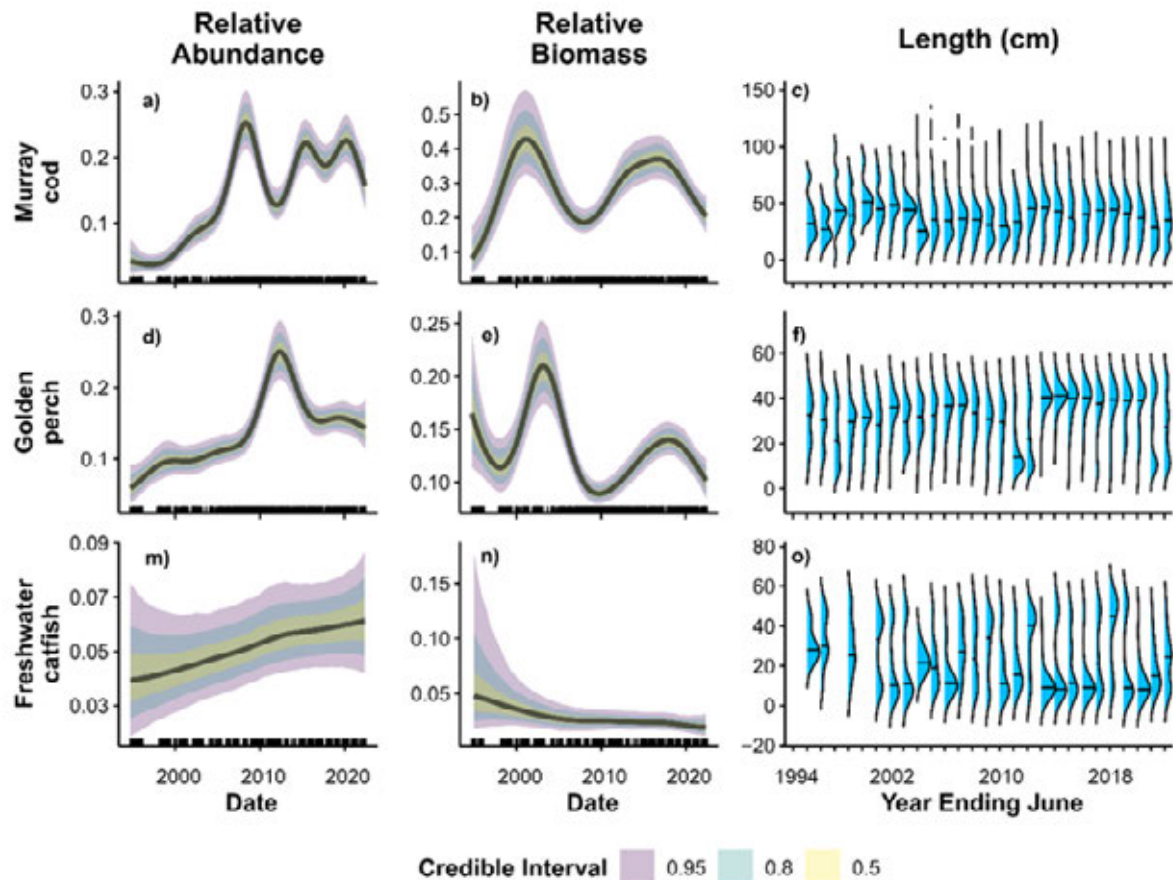 Relative
Abundance
Relative
Biomass
Length (cm)
Murray
cod
a)
0.3
0.2
0.1
b)
0.5
0.4
0.3
0.2
0.1
c)
150
100
50
0
Golden
perch
d)
0.3
0.2
0.1
e)
0.25
0.20
0.15
0.10
f)
60
40
20
0
Freshwater
catfish
m)
0.09
0.07
0.05
0.03
n)
0.15
0.10
0.05
o)
80
60
40
20
0
−20
2000 2010 2020
2000 2010 2020
1994 2002 2010 2018
Date
Date
Year Ending June
Credible Interval 0.95 0.8 0.5